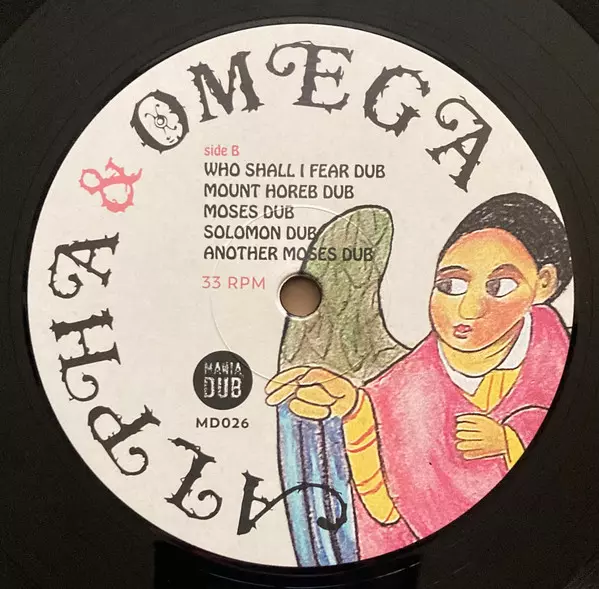 ALPHA & OMEGA
side B
WHO SHALL I FEAR DUB
MOUNT HOREB DUB
MOSES DUB
SOLOMON DUB
ANOTHER MOSES DUB
33 RPM
MANIA
DUB
MD026